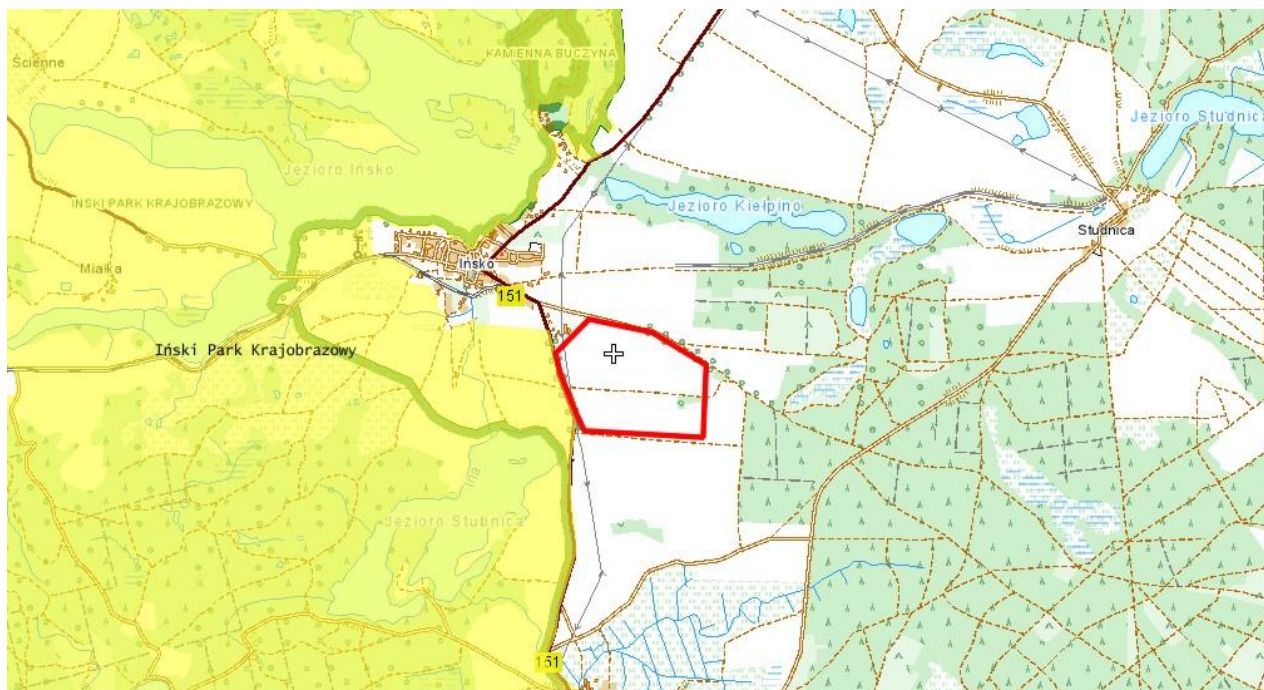 KAMIENNA BUCZYNA
Ścienne
Jezioro Studnica
Jezioro Ińsko
IŃSKI PARK KRAJOBRAZOWY
Jezioro Kiełpino
Studnica
Mialka
Ińsko
151
Iński Park Krajobrazowy
Ina
Jezioro Stubnica
151